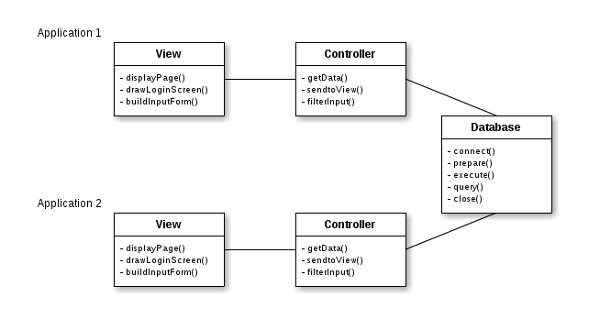 Application 1
View
- displayPage()
- drawLoginScreen()
- buildInputForm()
Controller
- getData()
- sendtoView()
- filterInput()
Database
- connect()
- prepare()
- execute()
- query()
- close()
Application 2
View
- displayPage()
- drawLoginScreen()
- buildInputForm()
Controller
- getData()
- sendtoView()
- filterInput()